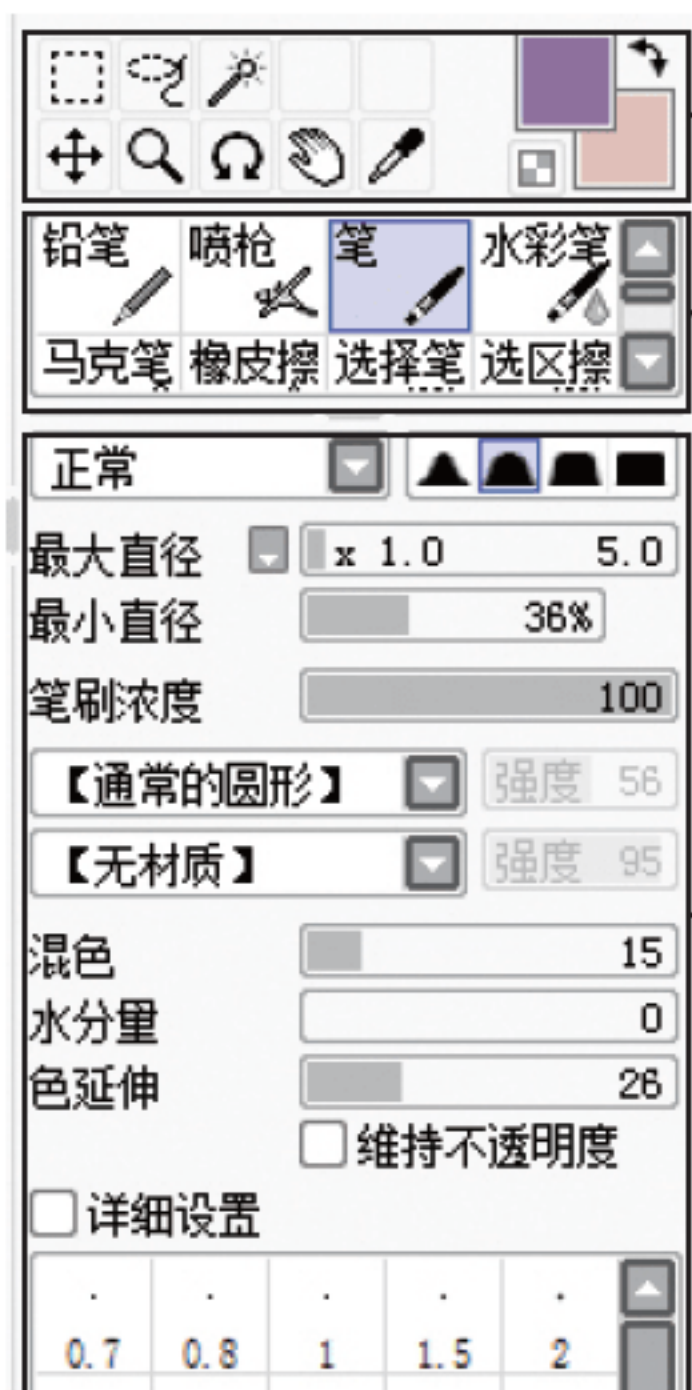 铅笔 喷枪 笔 水彩笔
马克笔 橡皮擦 选择笔 选区擦
正常
最大直径 x 1.0 5.0
最小直径 36%
笔刷浓度 100
【通常的圆形】 强度 56
【无材质】 强度 95
混色 15
水分量 0
色延伸 26
维持不透明度
详细设置
0.7 0.8 1 1.5 2